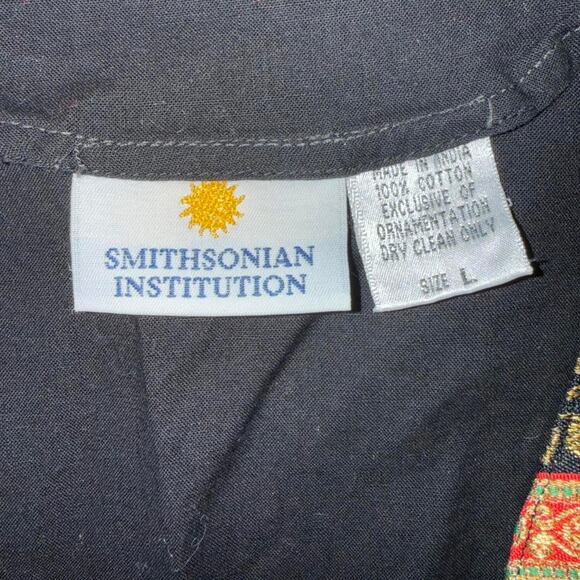 SMITHSONIAN
INSTITUTION
MADE IN INDIA
100% COTTON
EXCLUSIVE OF
ORNAMENTATION
DRY CLEAN ONLY
SIZE L.